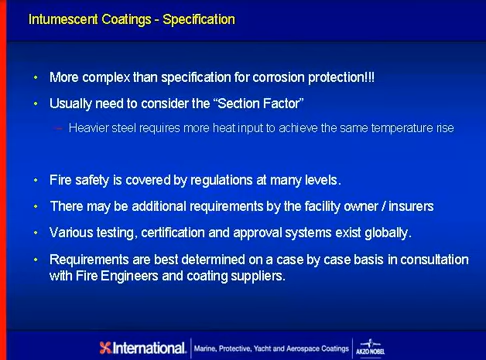 Intumescent Coatings - Specification
• More complex than specification for corrosion protection!!!
• Usually need to consider the “Section Factor”
– Heavier steel requires more heat input to achieve the same temperature rise
• Fire safety is covered by regulations at many levels.
• There may be additional requirements by the facility owner / insurers
• Various testing, certification and approval systems exist globally.
• Requirements are best determined on a case by case basis in consultation
with Fire Engineers and coating suppliers.
International. Marine, Protective, Yacht and Aerospace Coatings AKZO NOBEL